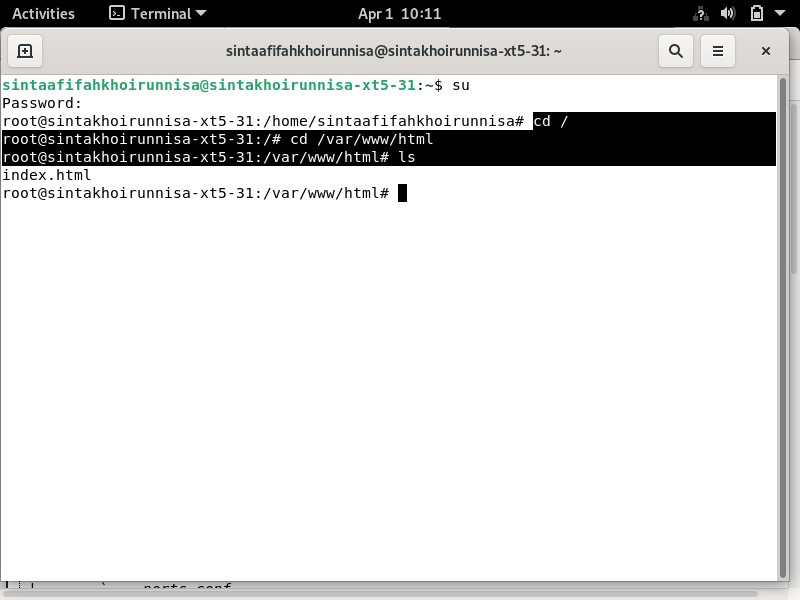 Activities Terminal Apr 1 10:11
sintaafifahkhoirunnisa@sintakhoirunnisa-xt5-31: ~
sintaafifahkhoirunnisa@sintakhoirunnisa-xt5-31:~$ su
Password:
root@sintakhoirunnisa-xt5-31:/home/sintaafifahkhoirunnisa# cd /
root@sintakhoirunnisa-xt5-31:/# cd /var/www/html
root@sintakhoirunnisa-xt5-31:/var/www/html# ls
index.html
root@sintakhoirunnisa-xt5-31:/var/www/html#
ports.conf